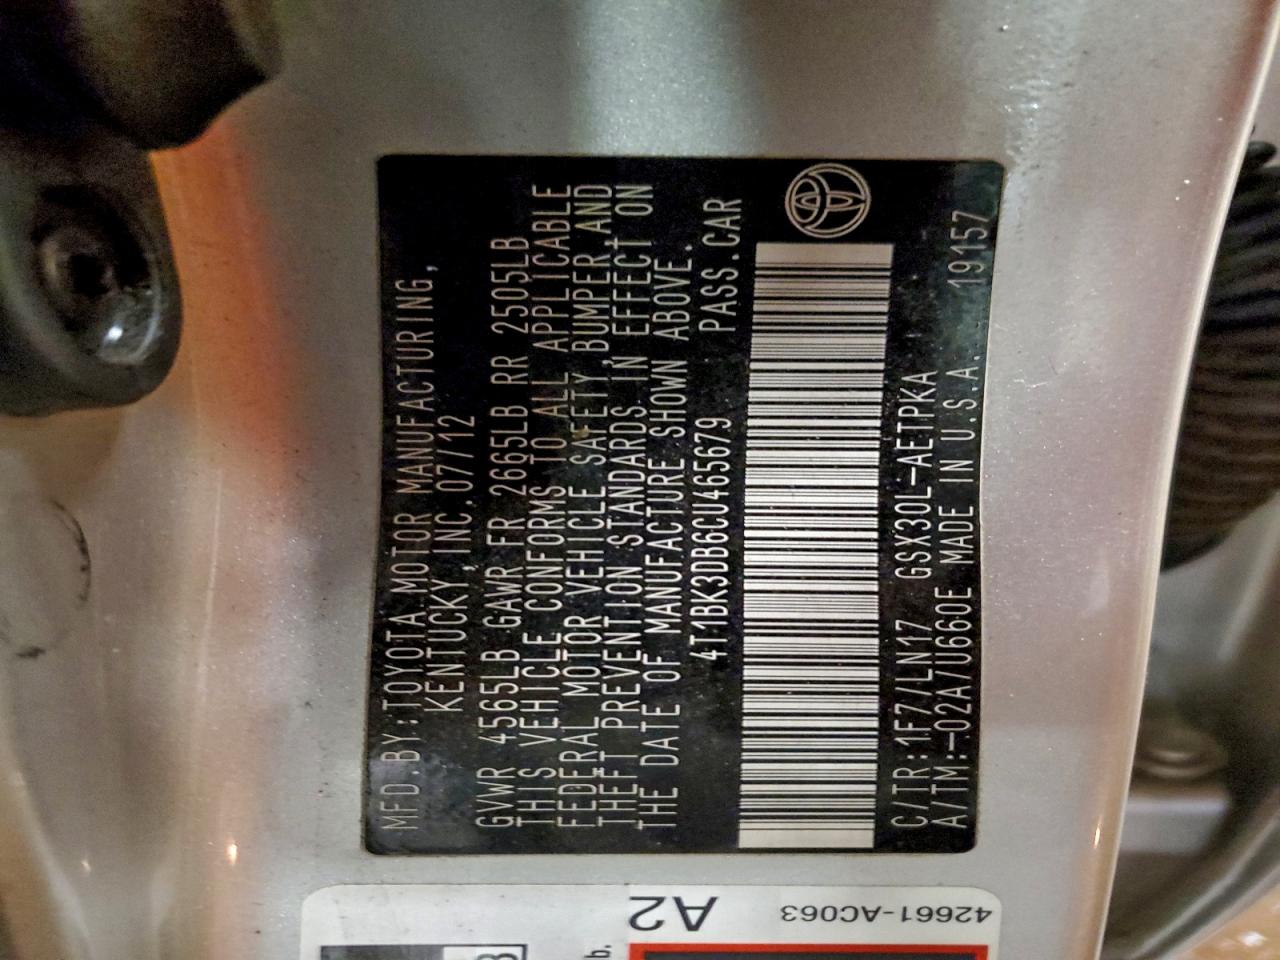 MFD.BY:TOYOTA MOTOR MANUFACTURING,
KENTUCKY, INC.07/12
GVWR 4565LB GAWR FR 2665LB RR 2505LB
THIS VEHICLE CONFORMS TO ALL APPLICABLE
FEDERAL MOTOR VEHICLE SAFETY,BUMPER,AND
THEFT PREVENTION STANDARDS IN EFFECT ON
THE DATE OF MANUFACTURE SHOWN ABOVE.
4T1BK3DB6CU465679 PASS.CAR
C/TR:1F7/LN17 GSX30L-AETPKA
A/TM:-02A/U660E MADE IN U.S.A. 19157
42661-AC063
A2
b.